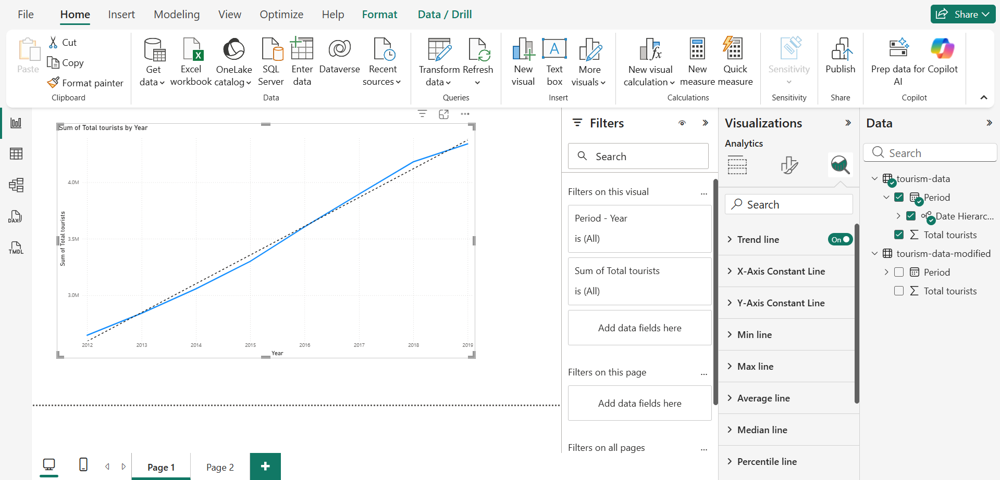 File Home Insert Modeling View Optimize Help Format Data / Drill Share
Paste
Cut
Copy
Format painter
Clipboard
Get data
Excel workbook
OneLake catalog
SQL Server
Enter data
Dataverse
Recent sources
Data
Transform data
Refresh
Queries
New visual
Text box
More visuals
Insert
New visual calculation
New measure
Quick measure
Calculations
Sensitivity
Sensitivity
Publish
Share
Prep data for AI
Copilot
Copilot
DAX
TMDL
Sum of Total tourists by Year
Sum of Total tourists
4.0M
3.5M
3.0M
2012 2013 2014 2015 2016 2017 2018 2019
Year
Page 1
Page 2
Filters
Search
Filters on this visual ...
Period - Year
is (All)
Sum of Total tourists
is (All)
Add data fields here
Filters on this page ...
Add data fields here
Filters on all pages ...
Visualizations
Analytics
Search
Trend line On
X-Axis Constant Line
Y-Axis Constant Line
Min line
Max line
Average line
Median line
Percentile line
Data
Search
tourism-data
Period
Date Hierarc...
Total tourists
tourism-data-modified
Period
Total tourists